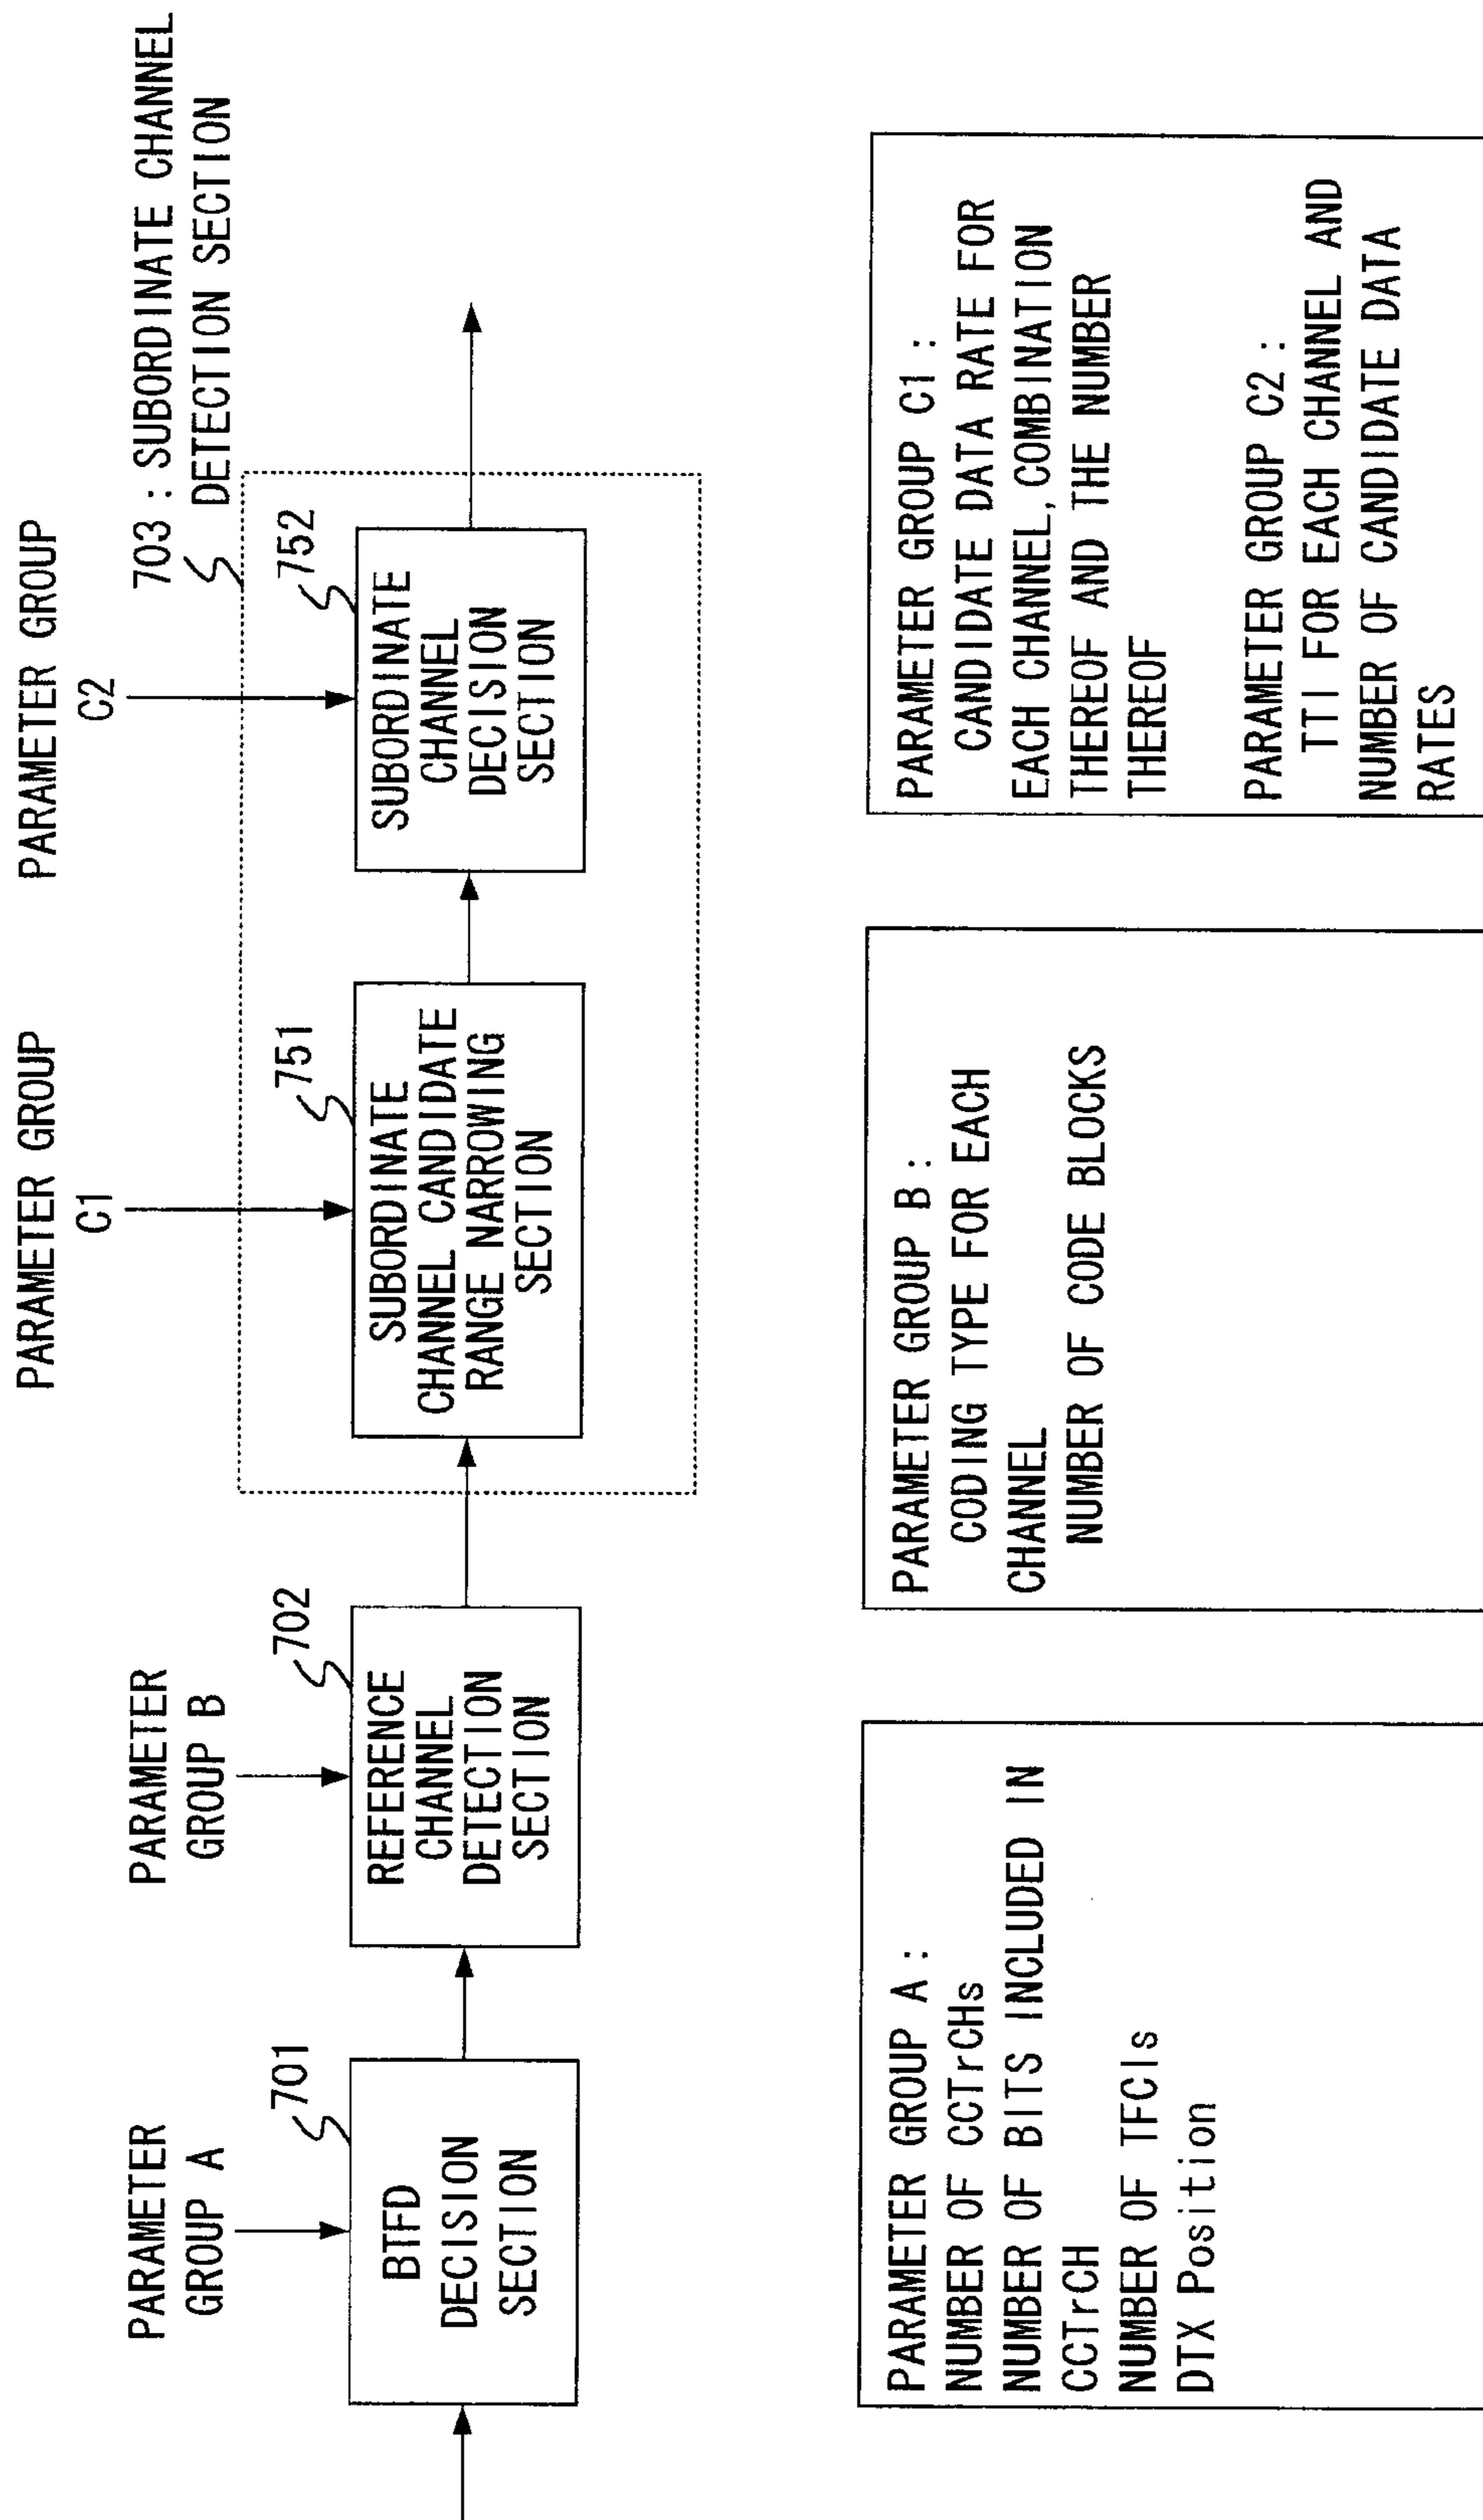 PARAMETER
GROUP A
701
BTFD
DECISION
SECTION
PARAMETER
GROUP B
702
REFERENCE
CHANNEL
DETECTION
SECTION
PARAMETER GROUP
C1
751
SUBORDINATE
CHANNEL CANDIDATE
RANGE NARROWING
SECTION
PARAMETER GROUP
C2
703 : SUBORDINATE CHANNEL
DETECTION SECTION
752
SUBORDINATE
CHANNEL
DECISION
SECTION
PARAMETER GROUP A :
NUMBER OF CCTrCHs
NUMBER OF BITS INCLUDED IN
CCTrCH
NUMBER OF TFCIs
DTX Position
PARAMETER GROUP B :
CODING TYPE FOR EACH
CHANNEL
NUMBER OF CODE BLOCKS
PARAMETER GROUP C1 :
CANDIDATE DATA RATE FOR
EACH CHANNEL, COMBINATION
THEREOF AND THE NUMBER
THEREOF
PARAMETER GROUP C2 :
TTI FOR EACH CHANNEL AND
NUMBER OF CANDIDATE DATA
RATES